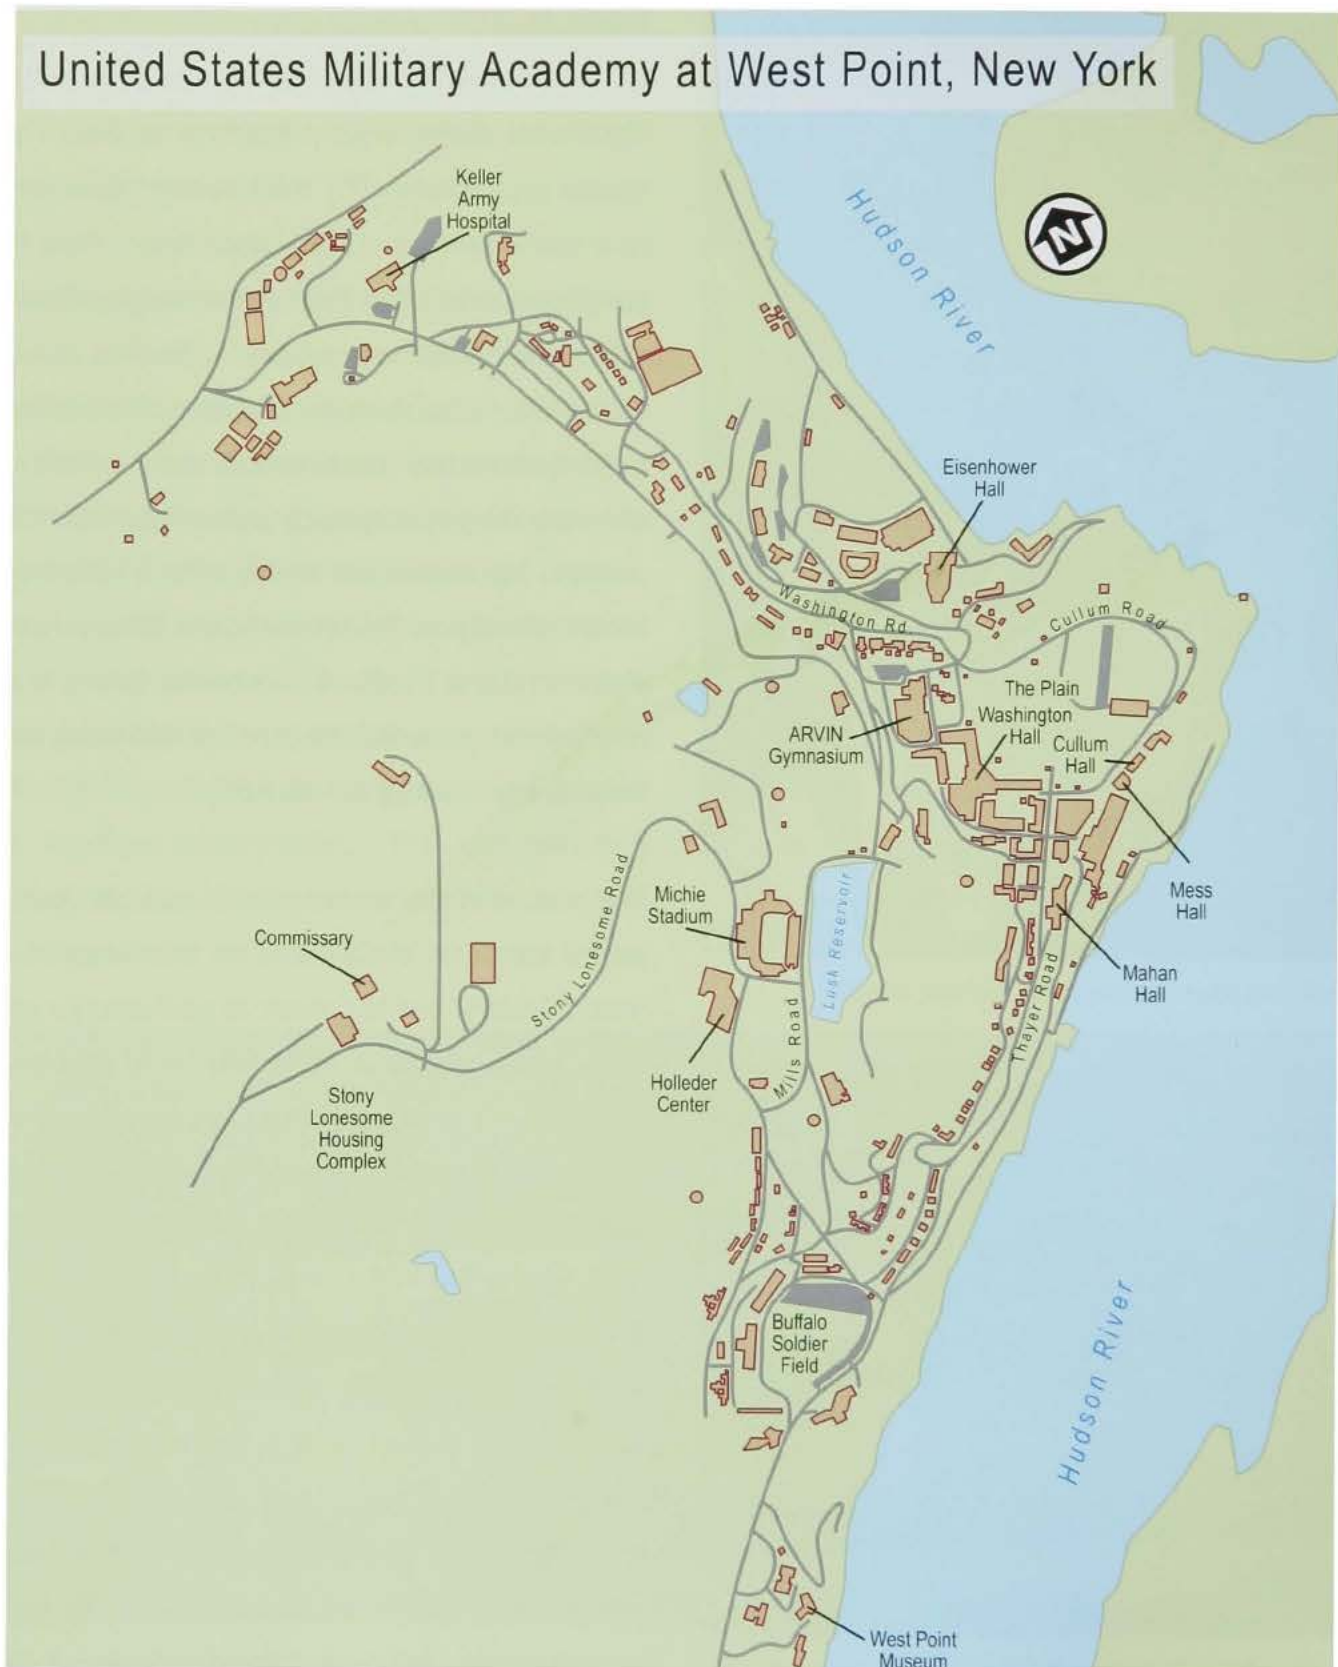 United States Military Academy at West Point, New York
Keller
Army
Hospital
Hudson River
N
Eisenhower
Hall
Washington Rd.
Cullum Road
The Plain
Washington
Hall
ARVIN
Gymnasium
Cullum
Hall
Mess
Hall
Michie
Stadium
Lusk Reservoir
Stony Lonesome Road
Commissary
Mahan
Hall
Thayer Road
Mills Road
Holleder
Center
Stony
Lonesome
Housing
Complex
Buffalo
Soldier
Field
Hudson River
West Point
Museum